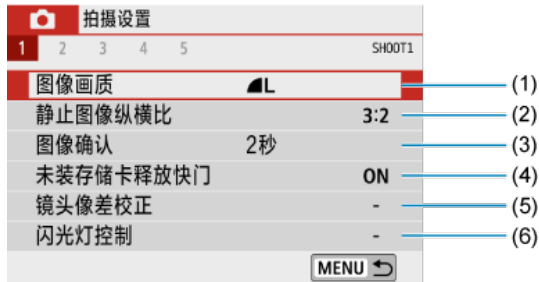 拍摄设置
1 2 3 4 5 SHOOT1
图像画质 L (1)
静止图像纵横比 3:2 (2)
图像确认 2秒 (3)
未装存储卡释放快门 ON (4)
镜头像差校正 - (5)
闪光灯控制 - (6)
MENU